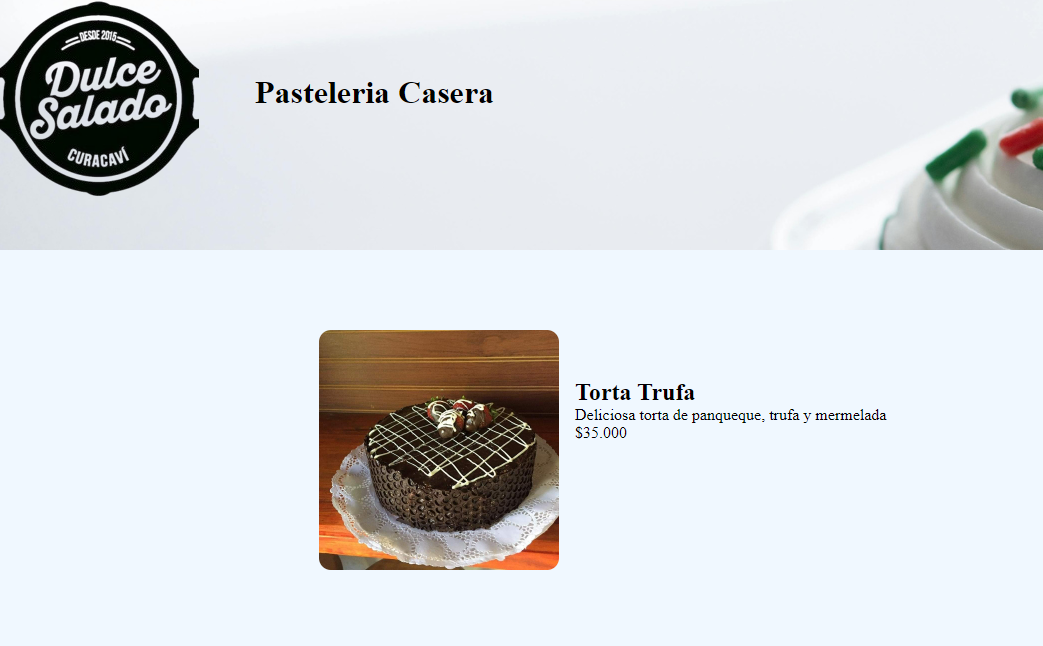 DESDE 2015
Dulce
Salado
CURACAVÍ
Pasteleria Casera
Torta Trufa
Deliciosa torta de panqueque, trufa y mermelada
$35.000